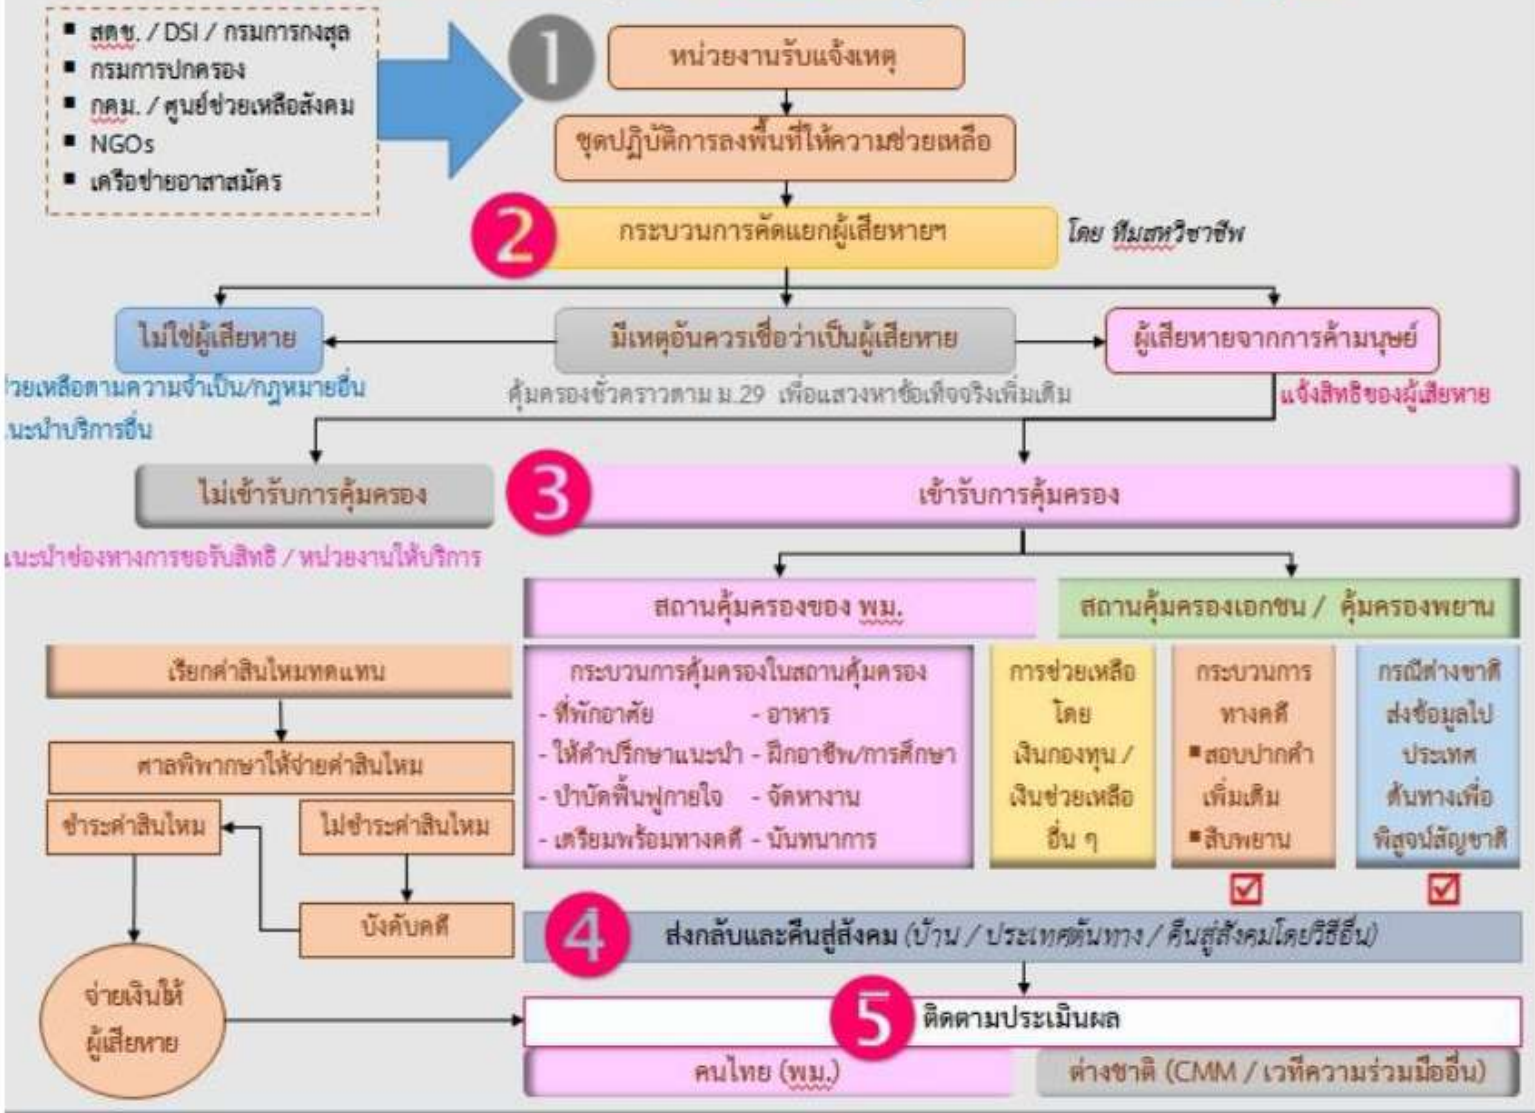 ▪ สตช. / DSI / กรมการกงสุล
▪ กรมการปกครอง
▪ กคม. / ศูนย์ช่วยเหลือสังคม
▪ NGOs
▪ เครือข่ายอาสาสมัคร
1
หน่วยงานรับแจ้งเหตุ
ชุดปฏิบัติการลงพื้นที่ให้ความช่วยเหลือ
2
กระบวนการคัดแยกผู้เสียหายฯ
โดย ทีมสหวิชาชีพ
ไม่ใช่ผู้เสียหาย
มีเหตุอันควรเชื่อว่าเป็นผู้เสียหาย
ผู้เสียหายจากการค้ามนุษย์
ช่วยเหลือตามความจำเป็น/กฎหมายอื่น
แนะนำบริการอื่น
คุ้มครองชั่วคราวตาม ม.29 เพื่อแสวงหาข้อเท็จจริงเพิ่มเติม
แจ้งสิทธิของผู้เสียหาย
ไม่เข้ารับการคุ้มครอง
3
เข้ารับการคุ้มครอง
แนะนำช่องทางการขอรับสิทธิ / หน่วยงานให้บริการ
สถานคุ้มครองของ พม.
สถานคุ้มครองเอกชน / คุ้มครองพยาน
เรียกค่าสินไหมทดแทน
ศาลพิพากษาให้จ่ายค่าสินไหม
ชำระค่าสินไหม
ไม่ชำระค่าสินไหม
บังคับคดี
จ่ายเงินให้
ผู้เสียหาย
กระบวนการคุ้มครองในสถานคุ้มครอง
- ที่พักอาศัย - อาหาร
- ให้คำปรึกษาแนะนำ - ฝึกอาชีพ/การศึกษา
- บำบัดฟื้นฟูกายใจ - จัดหางาน
- เตรียมพร้อมทางคดี - นันทนาการ
การช่วยเหลือ
โดย
เงินกองทุน /
เงินช่วยเหลือ
อื่น ๆ
กระบวนการ
ทางคดี
▪สอบปากคำ
เพิ่มเติม
▪สืบพยาน
กรณีต่างชาติ
ส่งข้อมูลไป
ประเทศ
ต้นทางเพื่อ
พิสูจน์สัญชาติ
4
ส่งกลับและคืนสู่สังคม (บ้าน / ประเทศต้นทาง / คืนสู่สังคมโดยวิธีอื่น)
5
ติดตามประเมินผล
คนไทย (พม.)
ต่างชาติ (CMM / เวทีความร่วมมืออื่น)